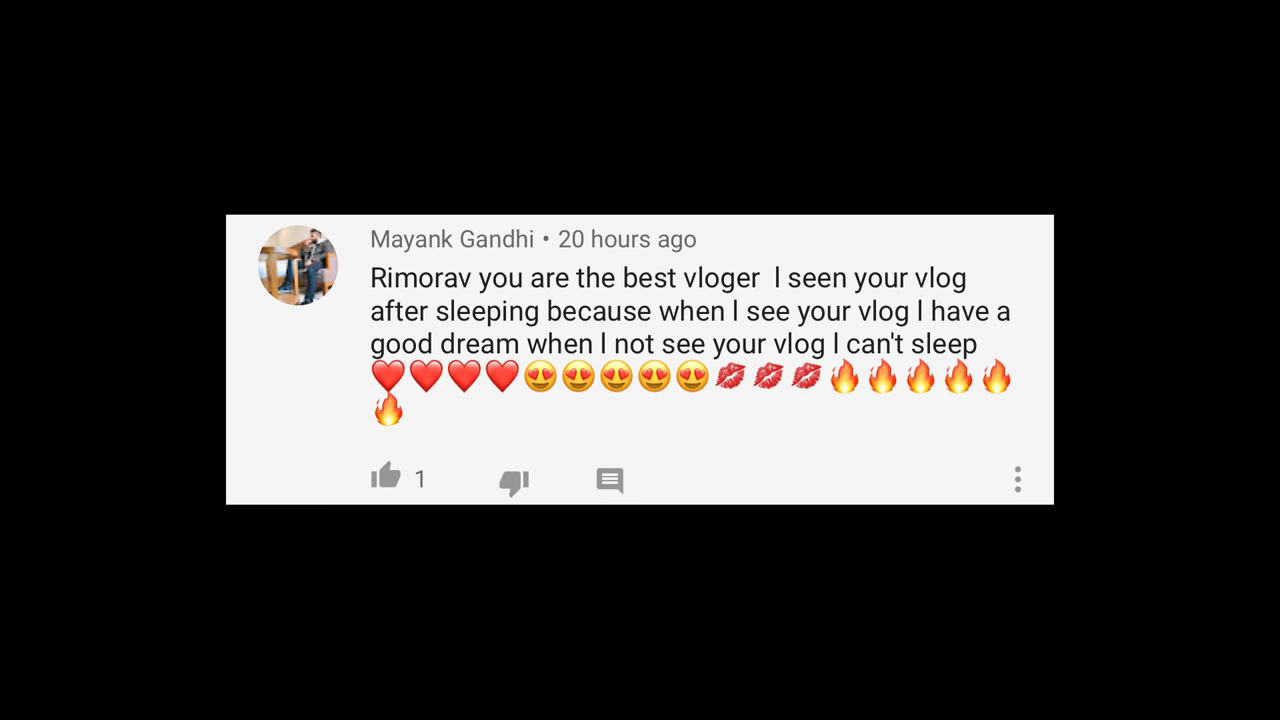 Mayank Gandhi • 20 hours ago
Rimorav you are the best vloger  I seen your vlog
after sleeping because when I see your vlog I have a
good dream when I not see your vlog I can't sleep
❤️❤️❤️❤️😍😍😍😍😍💋💋💋🔥🔥🔥🔥🔥
🔥
1